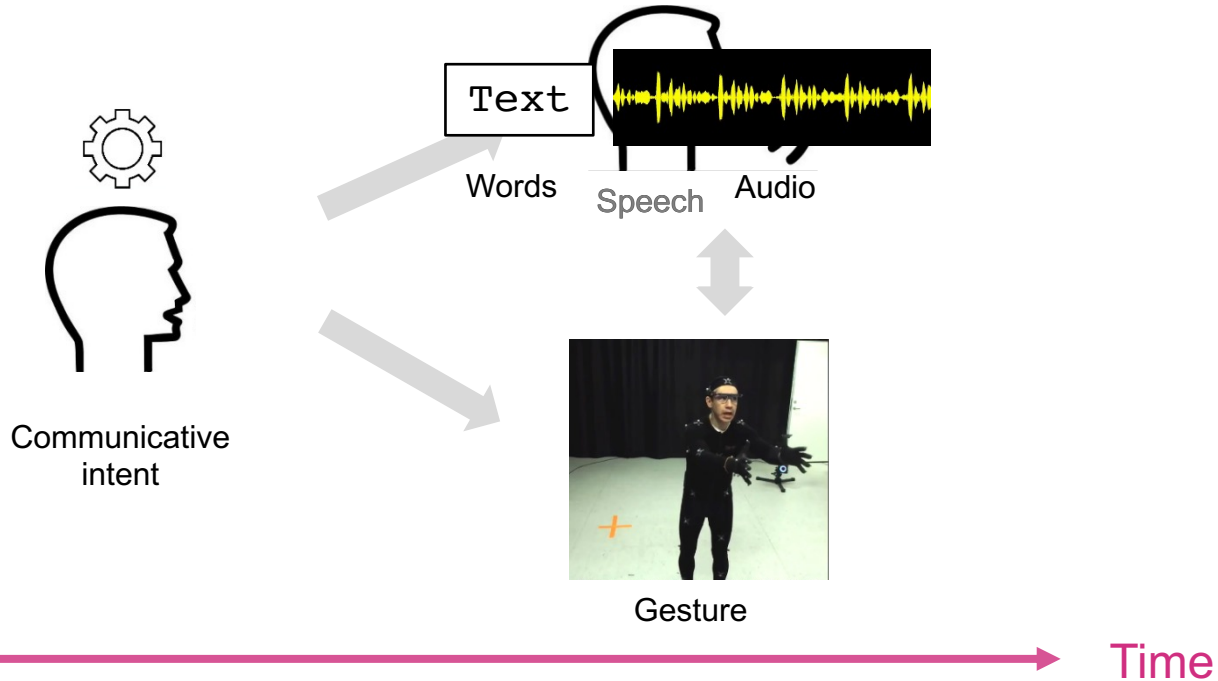 Text
Words
Speech
Audio
Communicative
intent
Gesture
Time